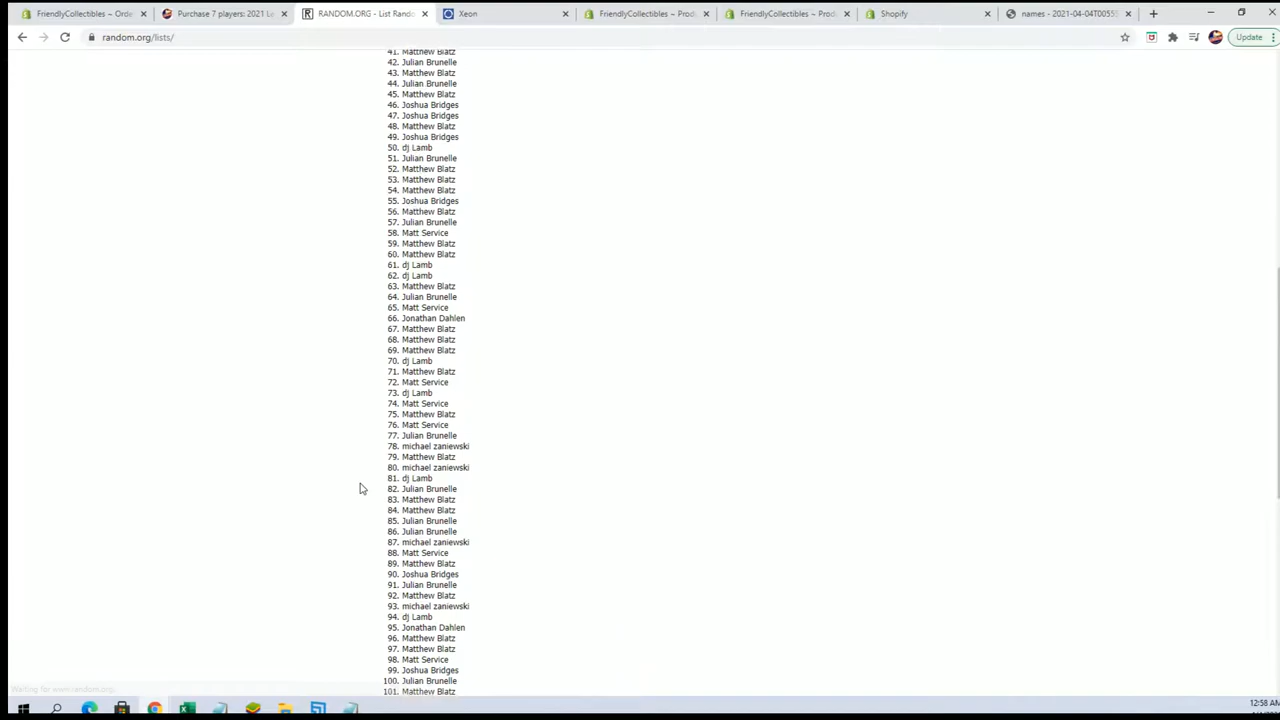 FriendlyCollectibles ~ Orde
Purchase 7 players: 2021 Le
RANDOM.ORG - List Rando
Xeon
FriendlyCollectibles ~ Prod
FriendlyCollectibles ~ Prod
Shopify
names - 2021-04-04T0055
random.org/lists/
Update
41. Matthew Blatz
42. Julian Brunelle
43. Matthew Blatz
44. Julian Brunelle
45. Matthew Blatz
46. Joshua Bridges
47. Joshua Bridges
48. Matthew Blatz
49. Joshua Bridges
50. dj Lamb
51. Julian Brunelle
52. Matthew Blatz
53. Matthew Blatz
54. Matthew Blatz
55. Joshua Bridges
56. Matthew Blatz
57. Julian Brunelle
58. Matt Service
59. Matthew Blatz
60. Matthew Blatz
61. dj Lamb
62. dj Lamb
63. Matthew Blatz
64. Julian Brunelle
65. Matt Service
66. Jonathan Dahlen
67. Matthew Blatz
68. Matthew Blatz
69. Matthew Blatz
70. dj Lamb
71. Matthew Blatz
72. Matt Service
73. dj Lamb
74. Matt Service
75. Matthew Blatz
76. Matt Service
77. Julian Brunelle
78. michael zaniewski
79. Matthew Blatz
80. michael zaniewski
81. dj Lamb
82. Julian Brunelle
83. Matthew Blatz
84. Matthew Blatz
85. Julian Brunelle
86. Julian Brunelle
87. michael zaniewski
88. Matt Service
89. Matthew Blatz
90. Joshua Bridges
91. Julian Brunelle
92. Matthew Blatz
93. michael zaniewski
94. dj Lamb
95. Jonathan Dahlen
96. Matthew Blatz
97. Matthew Blatz
98. Matt Service
99. Joshua Bridges
100. Julian Brunelle
101. Matthew Blatz
Waiting for www.random.org...
12:58 AM